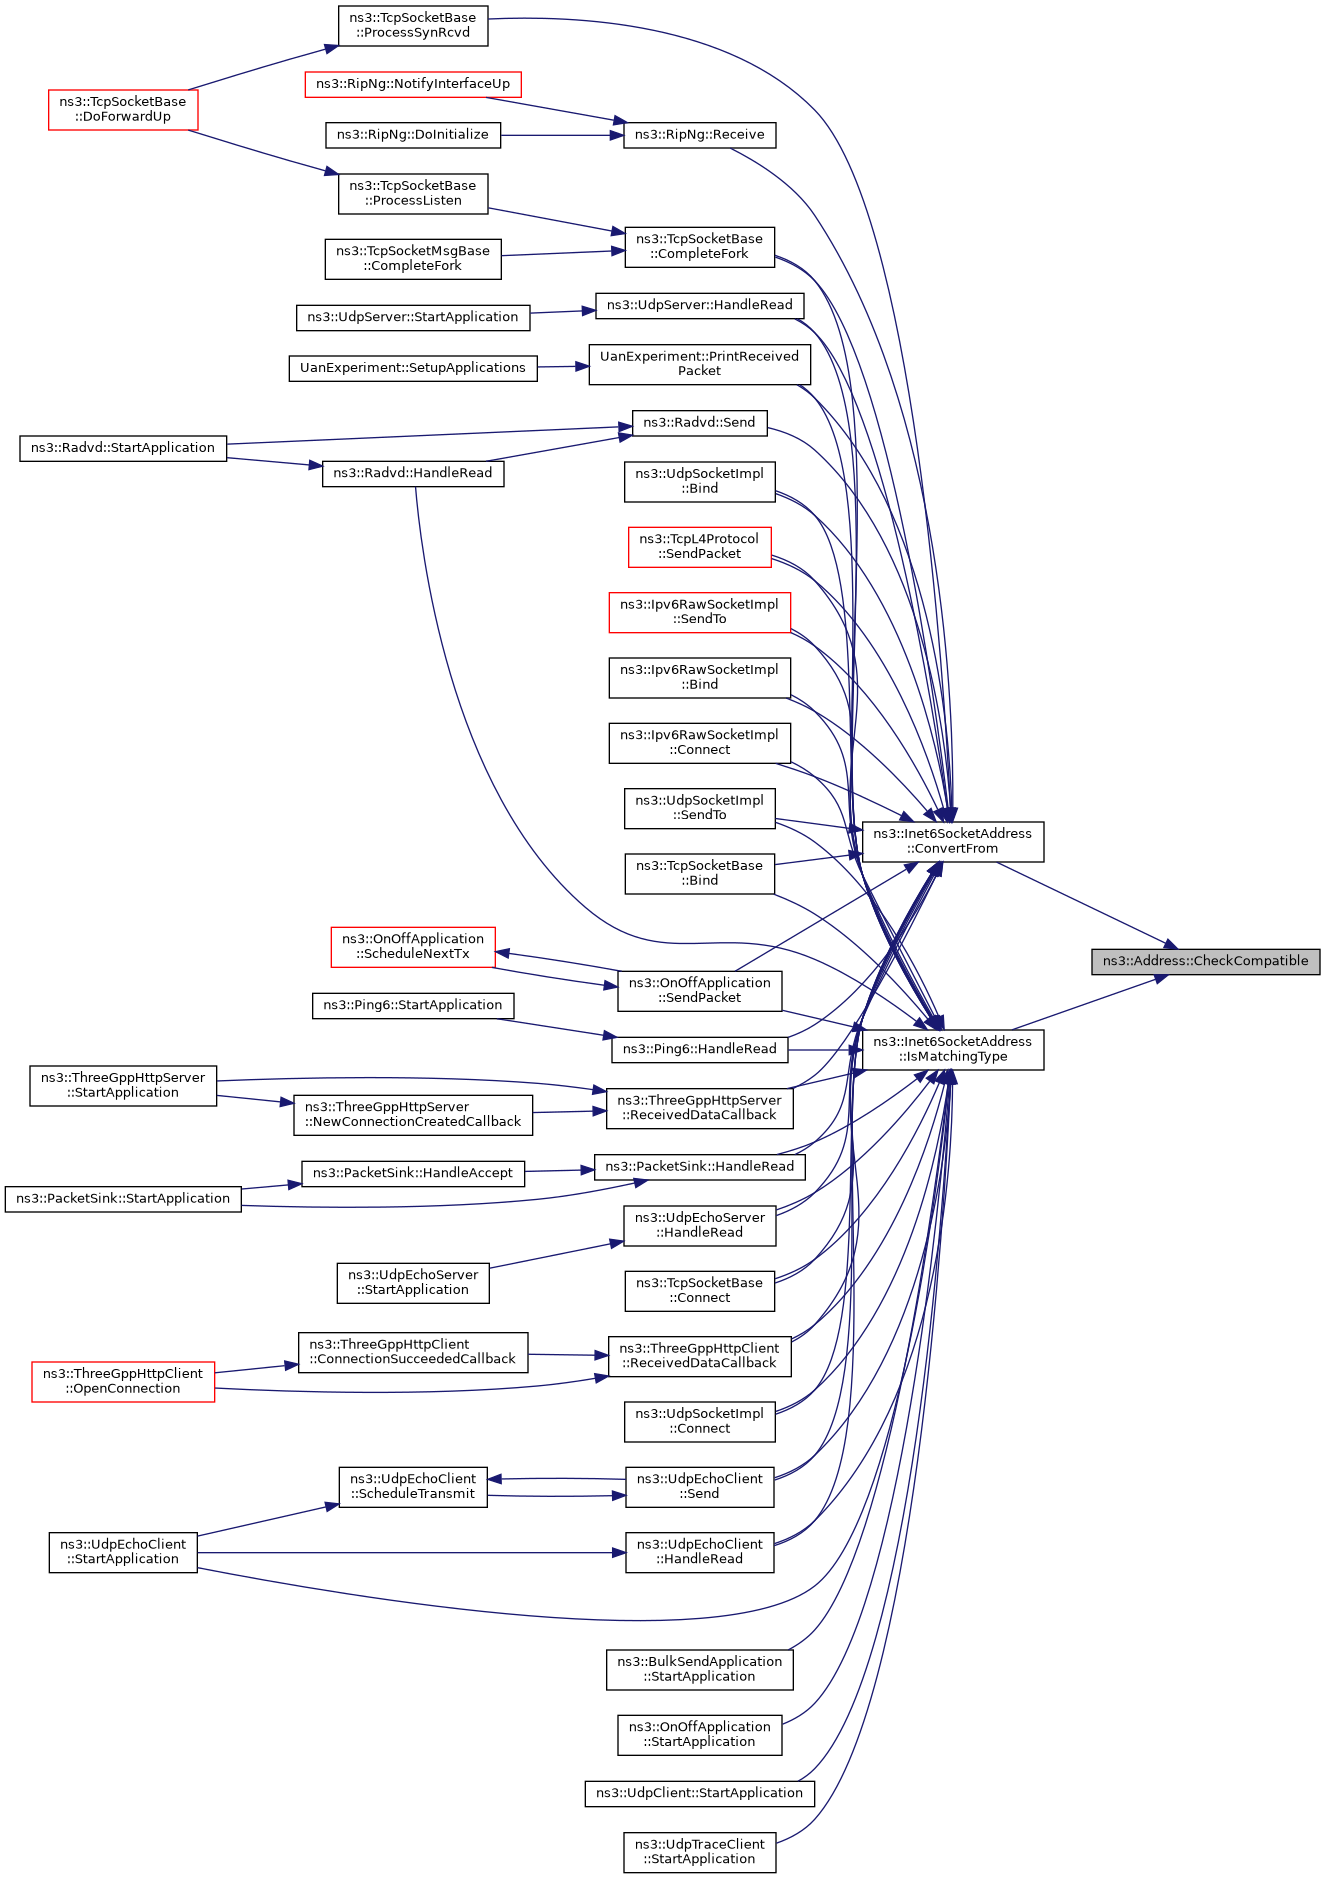 ns3::TcpSocketBase
::ProcessSynRcvd
ns3::RipNg::NotifyInterfaceUp
ns3::TcpSocketBase
::DoForwardUp
ns3::RipNg::DoInitialize
ns3::RipNg::Receive
ns3::TcpSocketBase
::ProcessListen
ns3::TcpSocketBase
::CompleteFork
ns3::TcpSocketMsgBase
::CompleteFork
ns3::UdpServer::HandleRead
ns3::UdpServer::StartApplication
UanExperiment::PrintReceived
Packet
UanExperiment::SetupApplications
ns3::Radvd::Send
ns3::Radvd::StartApplication
ns3::Radvd::HandleRead
ns3::UdpSocketImpl
::Bind
ns3::TcpL4Protocol
::SendPacket
ns3::Ipv6RawSocketImpl
::SendTo
ns3::Ipv6RawSocketImpl
::Bind
ns3::Ipv6RawSocketImpl
::Connect
ns3::UdpSocketImpl
::SendTo
ns3::Inet6SocketAddress
::ConvertFrom
ns3::TcpSocketBase
::Bind
ns3::OnOffApplication
::ScheduleNextTx
ns3::Address::CheckCompatible
ns3::OnOffApplication
::SendPacket
ns3::Ping6::StartApplication
ns3::Ping6::HandleRead
ns3::Inet6SocketAddress
::IsMatchingType
ns3::ThreeGppHttpServer
::StartApplication
ns3::ThreeGppHttpServer
::NewConnectionCreatedCallback
ns3::ThreeGppHttpServer
::ReceivedDataCallback
ns3::PacketSink::HandleRead
ns3::PacketSink::HandleAccept
ns3::PacketSink::StartApplication
ns3::UdpEchoServer
::HandleRead
ns3::UdpEchoServer
::StartApplication
ns3::TcpSocketBase
::Connect
ns3::ThreeGppHttpClient
::ConnectionSucceededCallback
ns3::ThreeGppHttpClient
::ReceivedDataCallback
ns3::ThreeGppHttpClient
::OpenConnection
ns3::UdpSocketImpl
::Connect
ns3::UdpEchoClient
::ScheduleTransmit
ns3::UdpEchoClient
::Send
ns3::UdpEchoClient
::StartApplication
ns3::UdpEchoClient
::HandleRead
ns3::BulkSendApplication
::StartApplication
ns3::OnOffApplication
::StartApplication
ns3::UdpClient::StartApplication
ns3::UdpTraceClient
::StartApplication